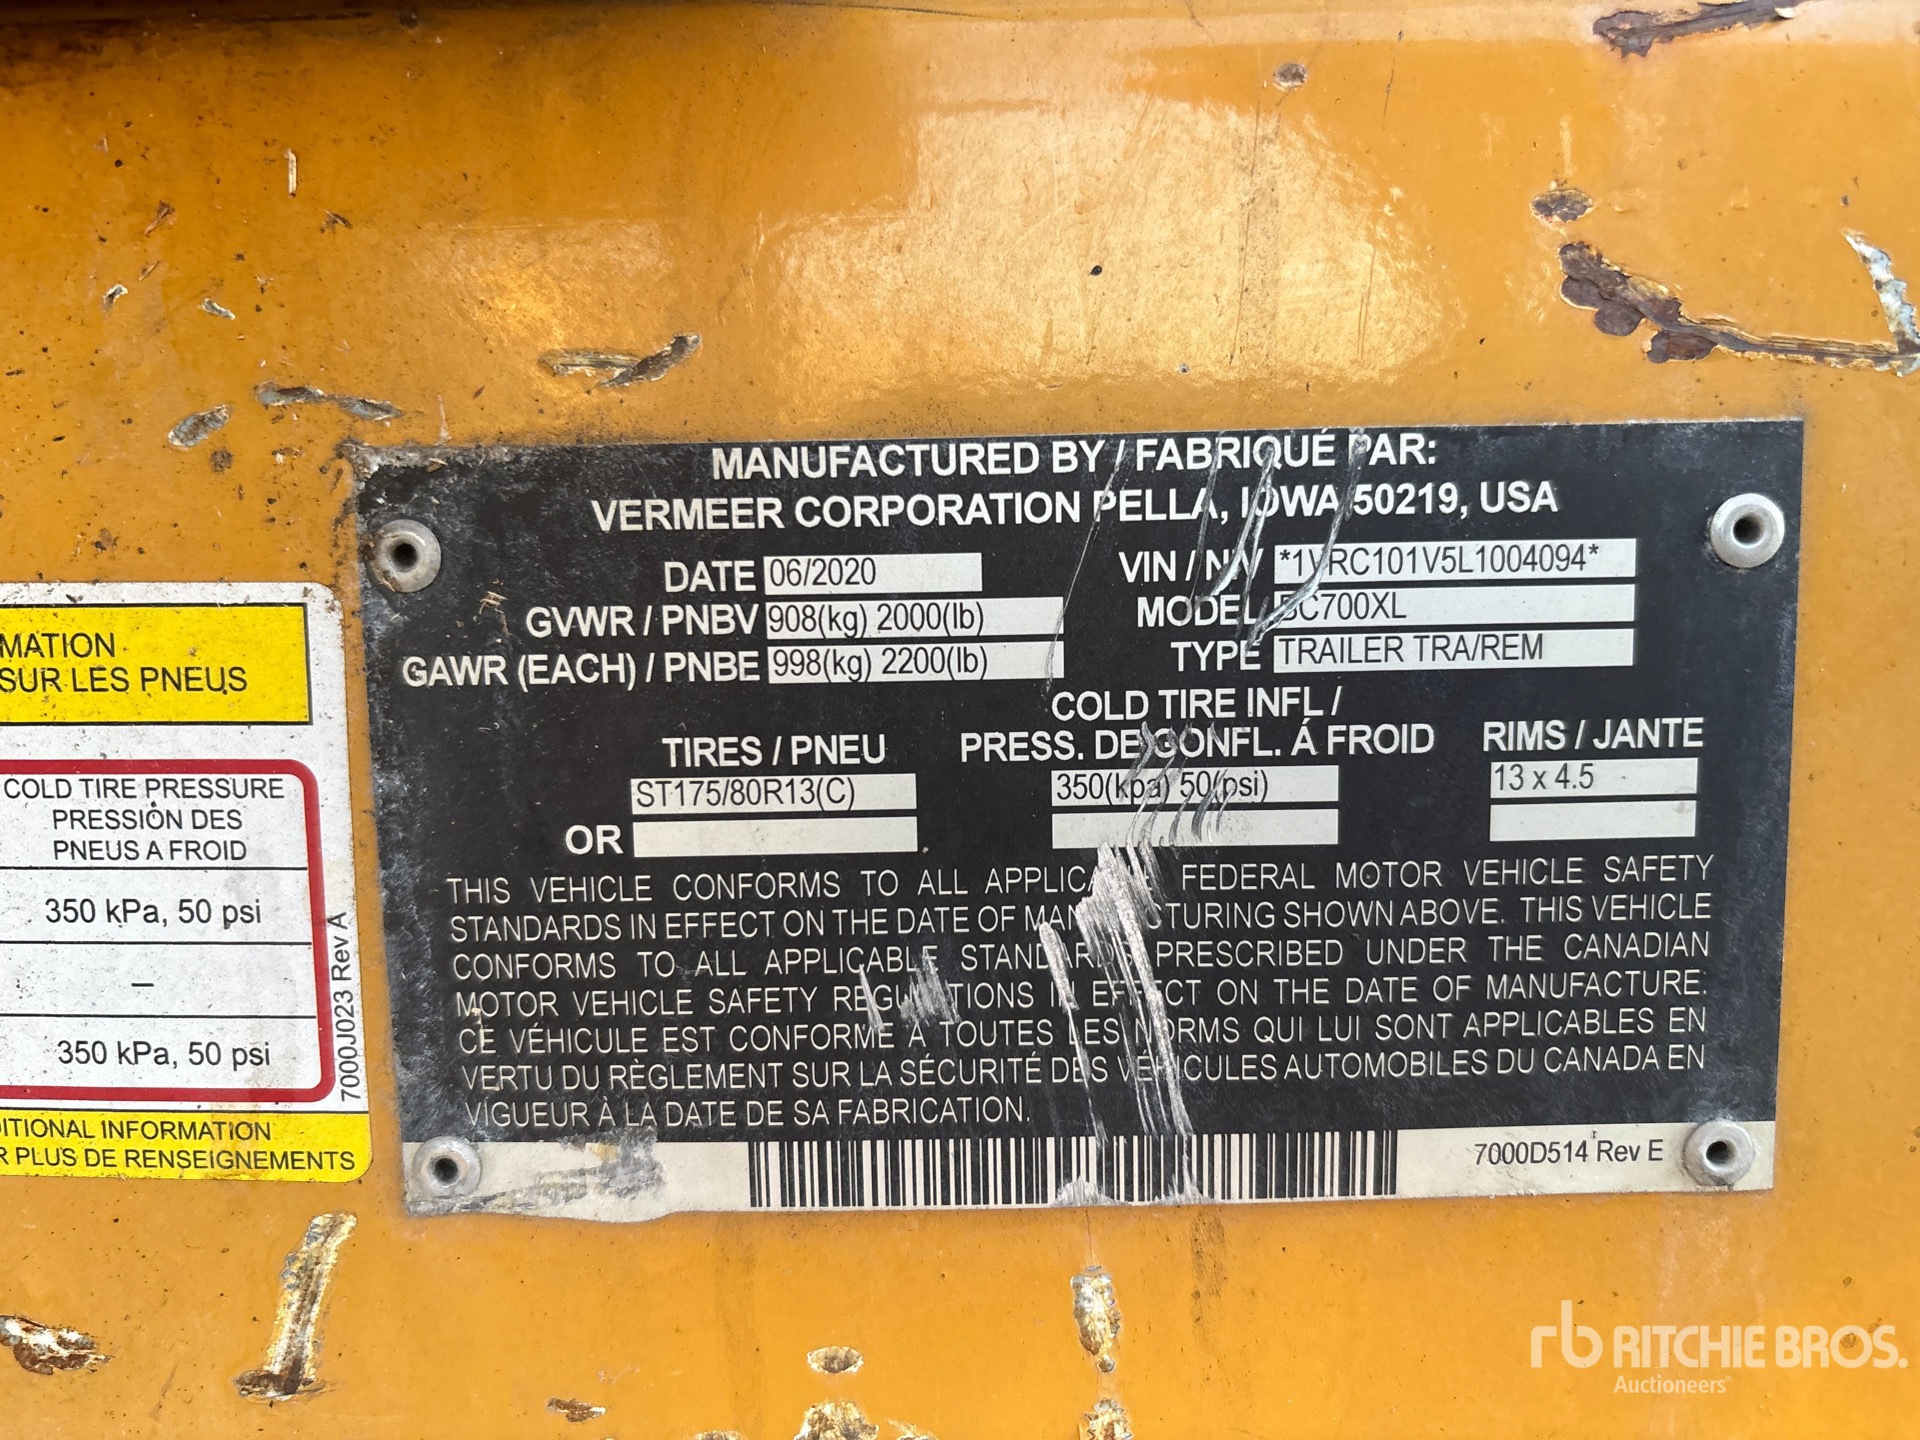 MANUFACTURED BY / FABRIQUÉ PAR:
VERMEER CORPORATION PELLA, IOWA 50219, USA
DATE 06/2020 VIN / NIV *1VRC101V5L1004094*
GVWR / PNBV 908(kg) 2000(lb) MODEL BC700XL
GAWR (EACH) / PNBE 998(kg) 2200(lb) TYPE TRAILER TRA/REM
COLD TIRE INFL /
TIRES / PNEU PRESS. DE GONFL. Á FROID RIMS / JANTE
ST175/80R13(C) 350(kpa) 50(psi) 13 x 4.5
OR
THIS VEHICLE CONFORMS TO ALL APPLICABLE FEDERAL MOTOR VEHICLE SAFETY
STANDARDS IN EFFECT ON THE DATE OF MANUFACTURING SHOWN ABOVE. THIS VEHICLE
CONFORMS TO ALL APPLICABLE STANDARDS PRESCRIBED UNDER THE CANADIAN
MOTOR VEHICLE SAFETY REGULATIONS IN EFFECT ON THE DATE OF MANUFACTURE.
CE VÉHICULE EST CONFORME À TOUTES LES NORMS QUI LUI SONT APPLICABLES EN
VERTU DU RÈGLEMENT SUR LA SÉCURITÉ DES VÉHICULES AUTOMOBILES DU CANADA EN
VIGUEUR À LA DATE DE SA FABRICATION.
7000D514 Rev E
MATION
SUR LES PNEUS
COLD TIRE PRESSURE
PRESSION DES
PNEUS A FROID
350 kPa, 50 psi
–
350 kPa, 50 psi
7000J023 Rev A
ITIONAL INFORMATION
R PLUS DE RENSEIGNEMENTS
rb RITCHIE BROS.
Auctioneers